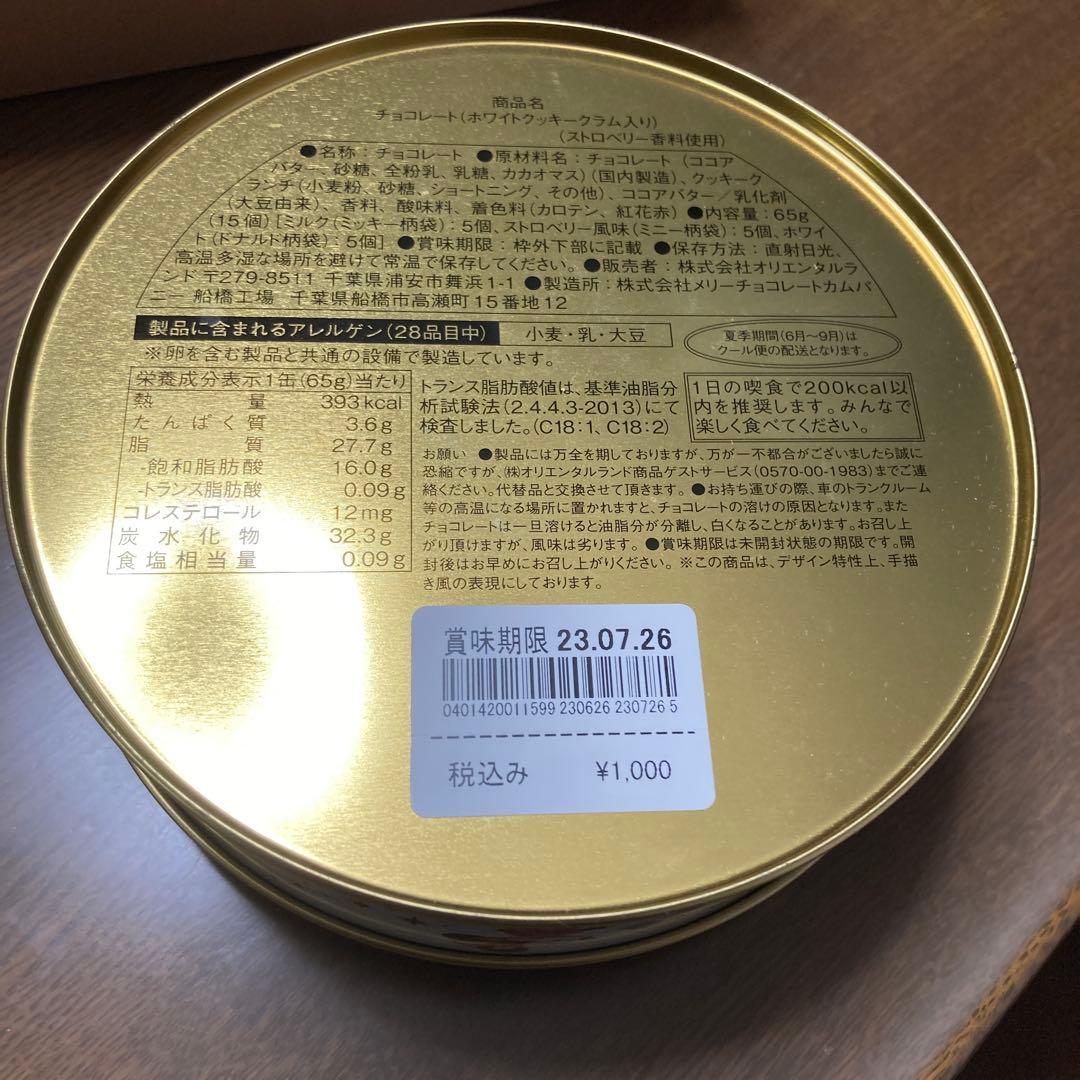 商品名
チョコレート(ホワイトクッキークラム入り)
(ストロベリー香料使用)
●名称：チョコレート ●原材料名：チョコレート(ココア
バター、砂糖、全粉乳、乳糖、カカオマス)(国内製造)、クッキーク
ランチ(小麦粉、砂糖、ショートニング、その他)、ココアバター／乳化剤
(大豆由来)、香料、酸味料、着色料(カロテン、紅花赤) ●内容量：65g
(15個)[ミルク(ミッキー柄袋)：5個、ストロベリー風味(ミニー柄袋)：5個、ホワイ
ト(ドナルド柄袋)：5個] ●賞味期限：枠外下部に記載 ●保存方法：直射日光、
高温多湿な場所を避けて常温で保存してください。●販売者：株式会社オリエンタルラ
ンド〒279-8511 千葉県浦安市舞浜1-1 ●製造所：株式会社メリーチョコレートカムパ
ニー 船橋工場 千葉県船橋市高瀬町15番地12
製品に含まれるアレルゲン(28品目中) 小麦・乳・大豆
※卵を含む製品と共通の設備で製造しています。
夏季期間(6月〜9月)は
クール便の配送となります。
栄養成分表示1缶(65g)当たり
熱量 393kcal
たんぱく質 3.6g
脂質 27.7g
-飽和脂肪酸 16.0g
-トランス脂肪酸 0.09g
コレステロール 12mg
炭水化物 32.3g
食塩相当量 0.09g
トランス脂肪酸値は、基準油脂分
析試験法(2.4.4.3-2013)にて
検査しました。(C18:1、C18:2)
1日の喫食で200kcal以
内を推奨します。みんなで
楽しく食べてください。
お願い ●製品には万全を期しておりますが、万が一不都合がございましたら誠に
恐縮ですが、㈱オリエンタルランド商品ゲストサービス(0570-00-1983)までご連
絡ください。代替品と交換させて頂きます。●お持ち運びの際、車のトランクルーム
等の高温になる場所に置かれますと、チョコレートの溶けの原因となります。また
チョコレートは一旦溶けると油脂分が分離し、白くなることがあります。お召し上
がり頂けますが、風味は劣ります。●賞味期限は未開封状態の期限です。開
封後はお早めにお召し上がりください。※この商品は、デザイン特性上、手描
き風の表現にしております。
賞味期限 23.07.26
0401420011599 230626 230726 5
税込み ¥1,000